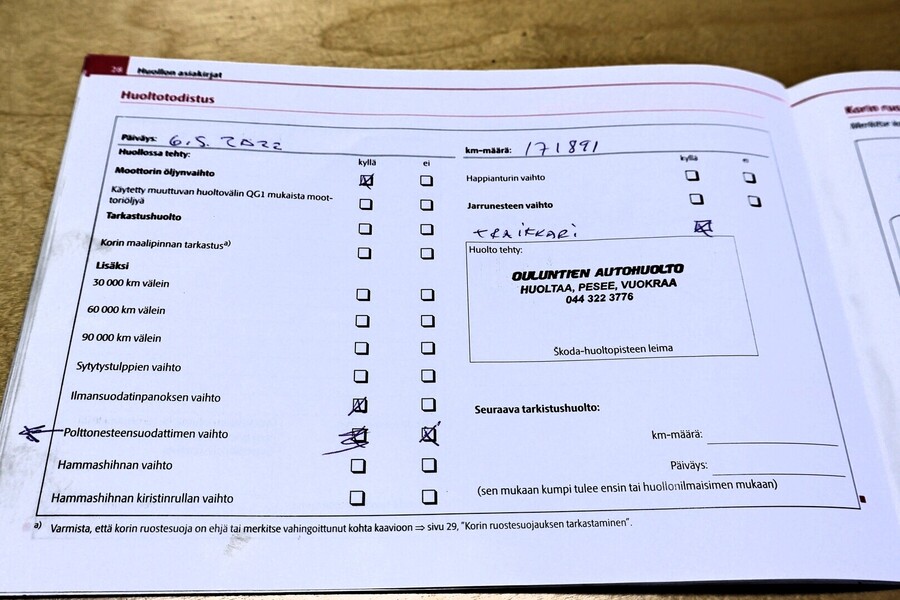 28 Huollon asiakirjat
Huoltotodistus
Päiväys: 6.5. 2022
Huollossa tehty:
kyllä ei
Moottorin öljynvaihto
Käytetty muuttuvan huoltovälin QG1 mukaista moot-
toriöljyä
Tarkastushuolto
Korin maalipinnan tarkastusa)
Lisäksi
30 000 km välein
60 000 km välein
90 000 km välein
Sytytystulppien vaihto
Ilmansuodatinpanoksen vaihto
Polttonesteensuodattimen vaihto
Hammashihnan vaihto
Hammashihnan kiristinrullan vaihto
km-määrä: 171891
kyllä ei
Happianturin vaihto
Jarrunesteen vaihto
TRAIKKARI
Huolto tehty:
OULUNTIEN AUTOHUOLTO
HUOLTAA, PESEE, VUOKRAA
044 322 3776
Škoda-huoltopisteen leima
Seuraava tarkistushuolto:
km-määrä:
Päiväys:
(sen mukaan kumpi tulee ensin tai huollonilmaisimen mukaan)
a) Varmista, että korin ruostesuoja on ehjä tai merkitse vahingoittunut kohta kaavioon ⇒ sivu 29, "Korin ruostesuojauksen tarkastaminen".
Korin